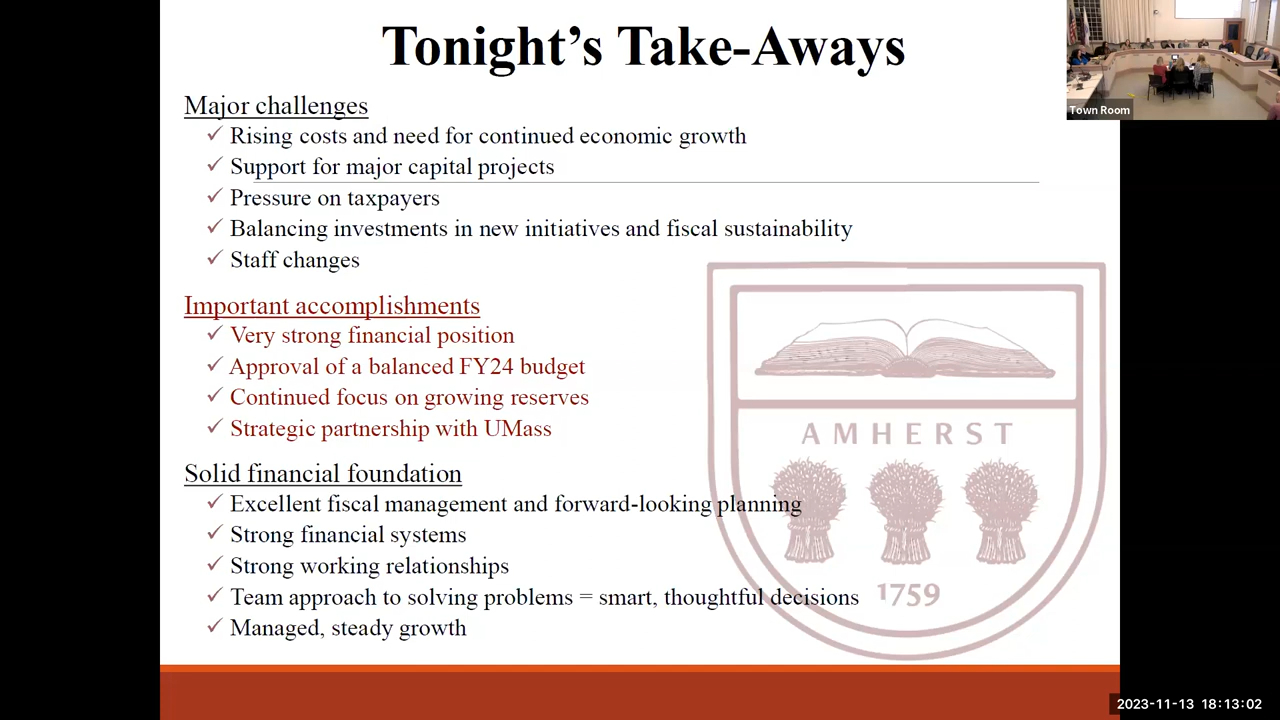 Tonight's Take-Aways
Major challenges
✓ Rising costs and need for continued economic growth
✓ Support for major capital projects
✓ Pressure on taxpayers
✓ Balancing investments in new initiatives and fiscal sustainability
✓ Staff changes
Important accomplishments
✓ Very strong financial position
✓ Approval of a balanced FY24 budget
✓ Continued focus on growing reserves
✓ Strategic partnership with UMass
Solid financial foundation
✓ Excellent fiscal management and forward-looking planning
✓ Strong financial systems
✓ Strong working relationships
✓ Team approach to solving problems = smart, thoughtful decisions
✓ Managed, steady growth
AMHERST
1759
Town Room
2023-11-13 18:13:02